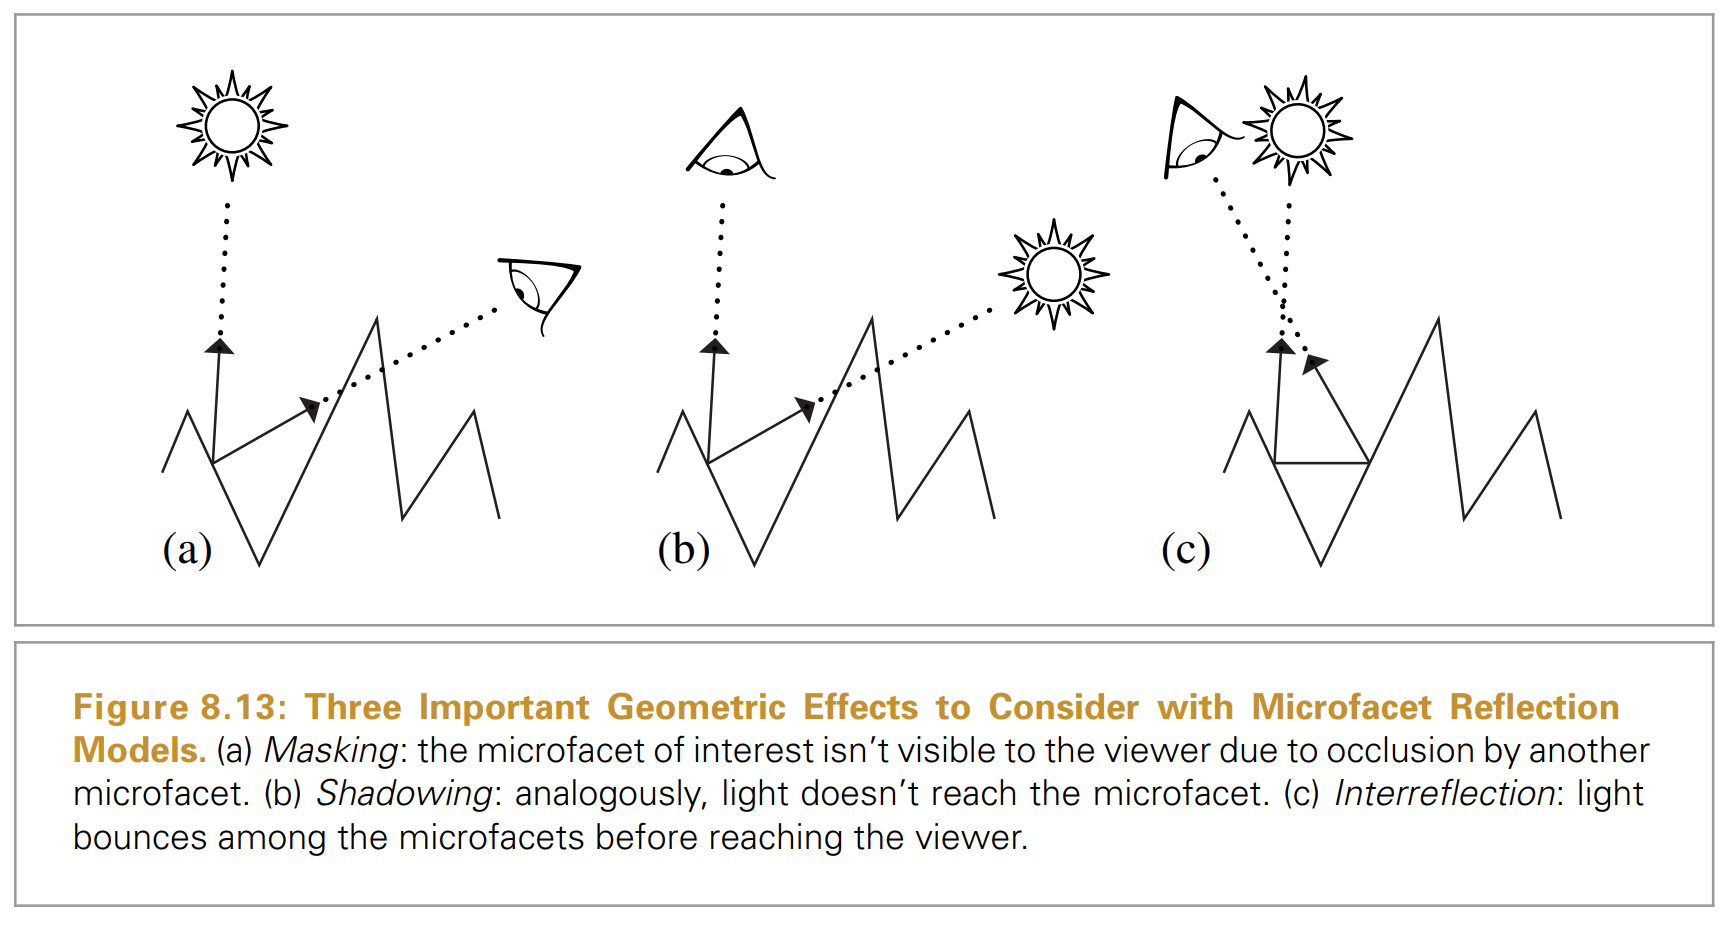 (a)
(b)
(c)
Figure 8.13: Three Important Geometric Effects to Consider with Microfacet Reflection
Models. (a) Masking: the microfacet of interest isn’t visible to the viewer due to occlusion by another
microfacet. (b) Shadowing: analogously, light doesn’t reach the microfacet. (c) Interreflection: light
bounces among the microfacets before reaching the viewer.